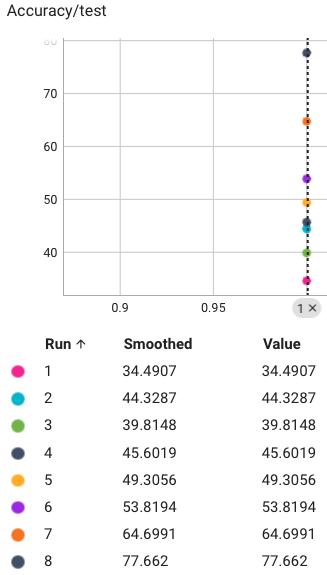 Accuracy/test
80
70
60
50
40
0.9 0.95 1 ×
Run ↑ Smoothed Value
1 34.4907 34.4907
2 44.3287 44.3287
3 39.8148 39.8148
4 45.6019 45.6019
5 49.3056 49.3056
6 53.8194 53.8194
7 64.6991 64.6991
8 77.662 77.662